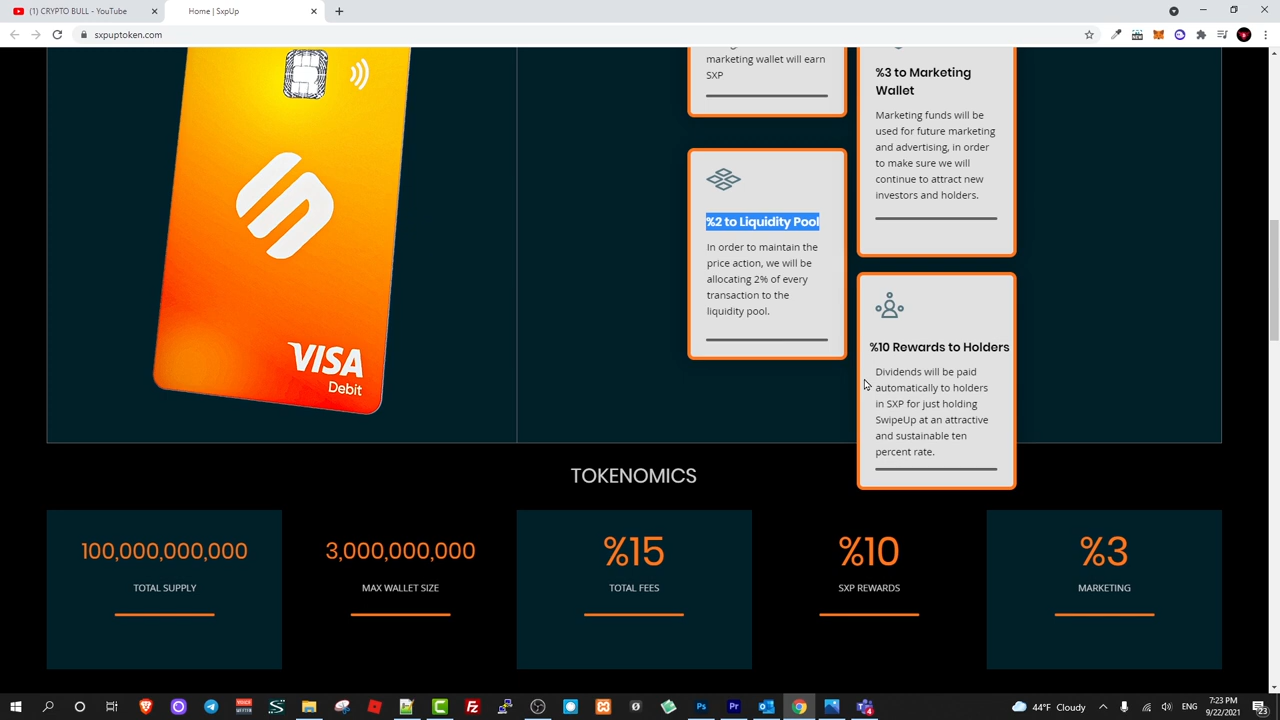 (1) CRYPTO BULL - YouTube
Home | SxpUp
sxpuptoken.com
marketing wallet will earn
SXP
%3 to Marketing
Wallet
Marketing funds will be
used for future marketing
and advertising, in order
to make sure we will
continue to attract new
investors and holders.
%2 to Liquidity Pool
In order to maintain the
price action, we will be
allocating 2% of every
transaction to the
liquidity pool.
%10 Rewards to Holders
Dividends will be paid
automatically to holders
in SXP for just holding
SwipeUp at an attractive
and sustainable ten
percent rate.
VISA
Debit
TOKENOMICS
100,000,000,000
TOTAL SUPPLY
3,000,000,000
MAX WALLET SIZE
%15
TOTAL FEES
%10
SXP REWARDS
%3
MARKETING
44°F Cloudy
7:23 PM
9/22/2021